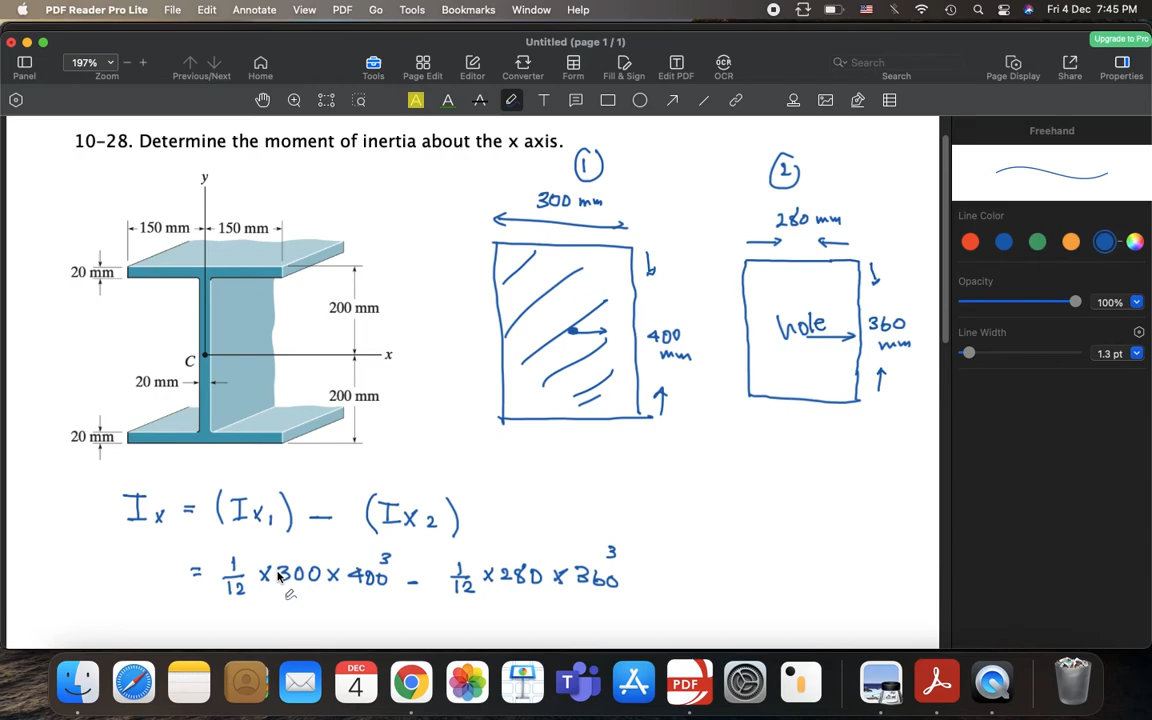 PDF Reader Pro Lite File Edit Annotate View PDF Go Tools Bookmarks Window Help Fri 4 Dec 7:45 PM
Untitled (page 1 / 1)
Upgrade to Pro
197%
Search
Panel Zoom Previous/Next Home Tools Page Edit Editor Converter Form Fill & Sign Edit PDF OCR Search Page Display Share Properties
OCR
A A A T
Freehand
10-28. Determine the moment of inertia about the x axis.
1
2
300 mm
280 mm
y
150 mm 150 mm
20 mm
200 mm
C
x
20 mm
200 mm
20 mm
400
mm
hole
360
mm
Line Color
Opacity
100%
Line Width
1.3 pt
Ix = (Ix1) - (Ix2)
= 1/12 × 300 × 400³ - 1/12 × 280 × 360³
DEC
4
PDF